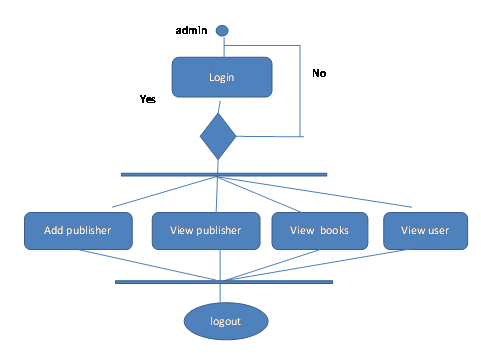 admin
Login
No
Yes
Add publisher
View publisher
View books
View user
logout